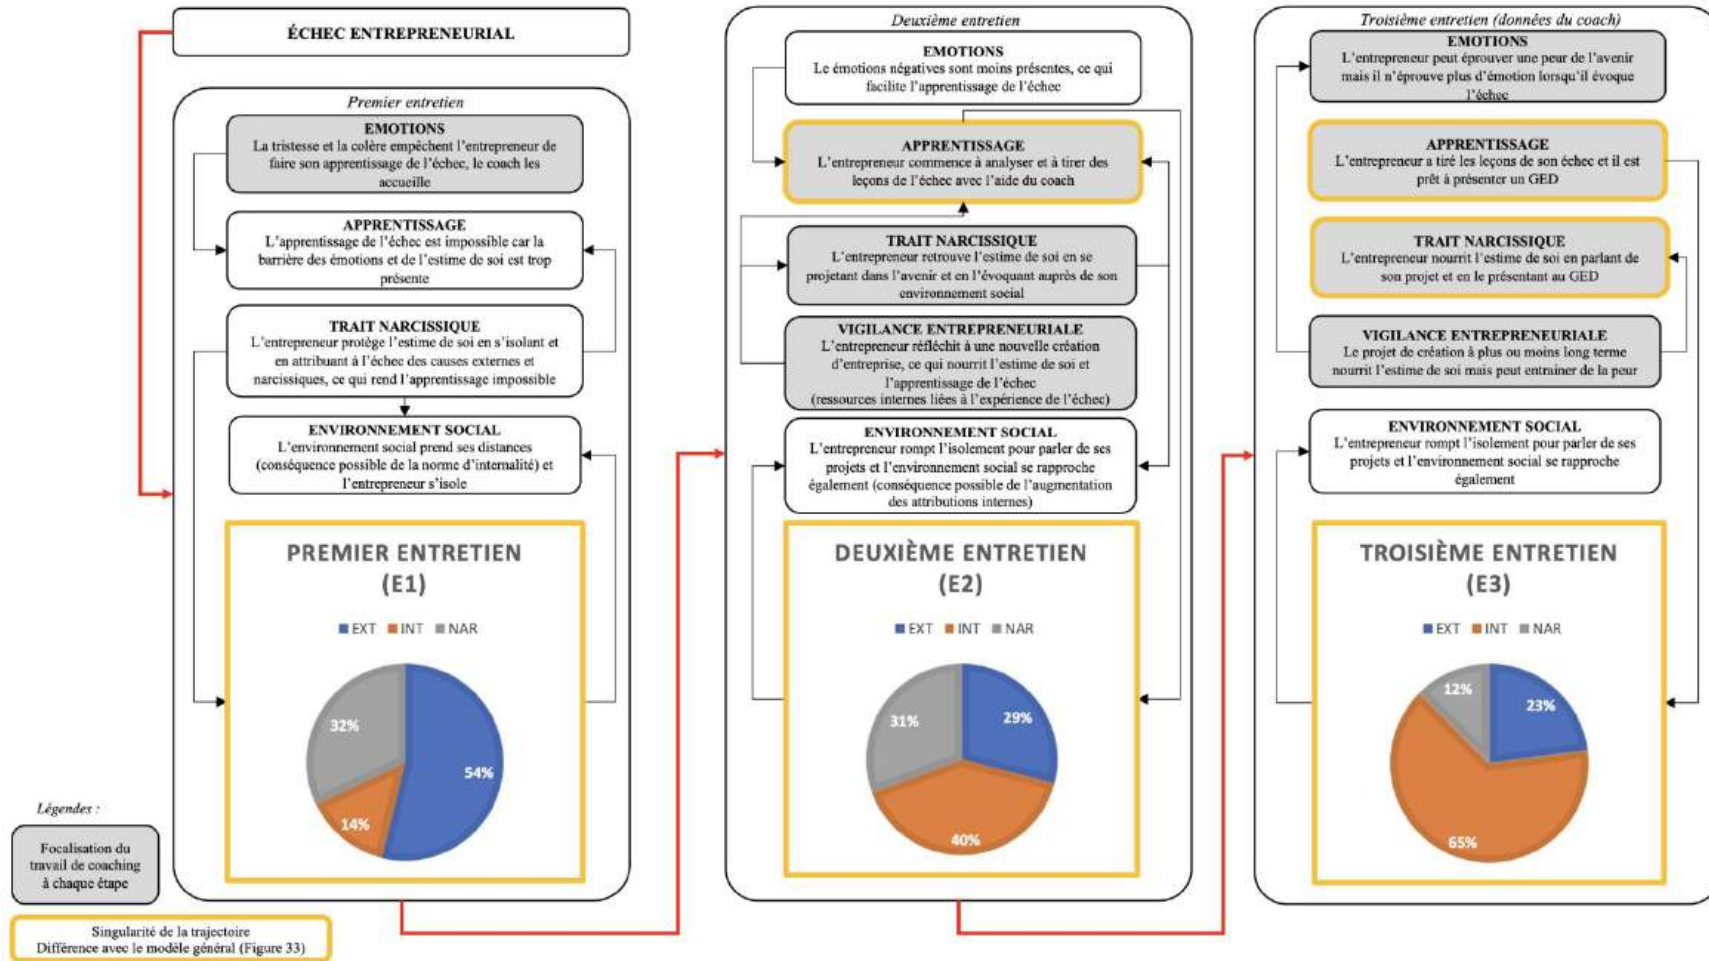 ÉCHEC ENTREPRENEURIAL
Premier entretien
EMOTIONS
La tristesse et la colère empêchent l'entrepreneur de
faire son apprentissage de l'échec, le coach les
accueille
APPRENTISSAGE
L'apprentissage de l'échec est impossible car la
barrière des émotions et de l'estime de soi est trop
présente
TRAIT NARCISSIQUE
L'entrepreneur protège l'estime de soi en s'isolant et
en attribuant à l'échec des causes externes et
narcissiques, ce qui rend l'apprentissage impossible
ENVIRONNEMENT SOCIAL
L'environnement social prend ses distances
(conséquence possible de la norme d'internalité) et
l'entrepreneur s'isole
PREMIER ENTRETIEN
(E1)
EXT INT NAR
32%
54%
14%
Légendes :
Focalisation du
travail de coaching
à chaque étape
Singularité de la trajectoire
Différence avec le modèle général (Figure 33)
Deuxième entretien
EMOTIONS
Le émotions négatives sont moins présentes, ce qui
facilite l'apprentissage de l'échec
APPRENTISSAGE
L'entrepreneur commence à analyser et à tirer des
leçons de l'échec avec l'aide du coach
TRAIT NARCISSIQUE
L'entrepreneur retrouve l'estime de soi en se
projetant dans l'avenir et en l'évoquant auprès de son
environnement social
VIGILANCE ENTREPRENEURIALE
L'entrepreneur réfléchit à une nouvelle création
d'entreprise, ce qui nourrit l'estime de soi et
l'apprentissage de l'échec
(ressources internes liées à l'expérience de l'échec)
ENVIRONNEMENT SOCIAL
L'entrepreneur rompt l'isolement pour parler de ses
projets et l'environnement social se rapproche
également (conséquence possible de l'augmentation
des attributions internes)
DEUXIÈME ENTRETIEN
(E2)
EXT INT NAR
31%
29%
40%
Troisième entretien (données du coach)
EMOTIONS
L'entrepreneur peut éprouver une peur de l'avenir
mais il n'éprouve plus d'émotion lorsqu'il évoque
l'échec
APPRENTISSAGE
L'entrepreneur a tiré les leçons de son échec et il est
prêt à présenter un GED
TRAIT NARCISSIQUE
L'entrepreneur nourrit l'estime de soi en parlant de
son projet et en le présentant au GED
VIGILANCE ENTREPRENEURIALE
Le projet de création à plus ou moins long terme
nourrit l'estime de soi mais peut entrainer de la peur
ENVIRONNEMENT SOCIAL
L'entrepreneur rompt l'isolement pour parler de ses
projets et l'environnement social se rapproche
également
TROISIÈME ENTRETIEN
(E3)
EXT INT NAR
12%
23%
65%